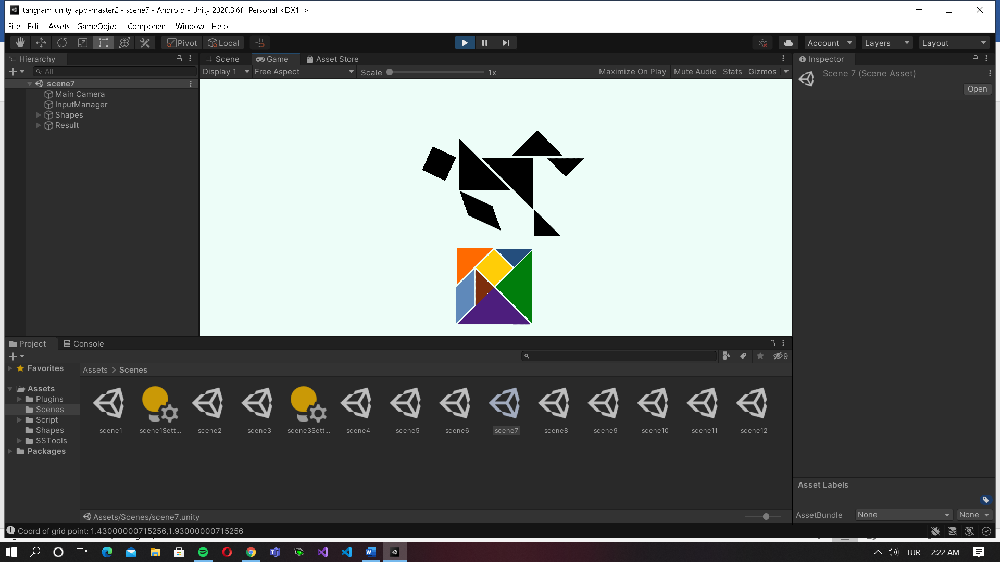 tangram_unity_app-master2 - scene7 - Android - Unity 2020.3.6f1 Personal <DX11>
File Edit Assets GameObject Component Window Help
Pivot Local Account Layers Layout
Hierarchy
All
scene7
Main Camera
InputManager
Shapes
Result
Scene Game Asset Store
Display 1 Free Aspect Scale 1x Maximize On Play Mute Audio Stats Gizmos
Inspector
Scene 7 (Scene Asset)
Open
Project Console
9
Favorites
Assets
Plugins
Scenes
Script
Shapes
SSTools
Packages
Assets > Scenes
scene1 scene1Sett... scene2 scene3 scene3Sett... scene4 scene5 scene6 scene7 scene8 scene9 scene10 scene11 scene12
Assets/Scenes/scene7.unity
Asset Labels
AssetBundle None None
Coord of grid point: 1.43000000715256,1.93000000715256
TUR 2:22 AM